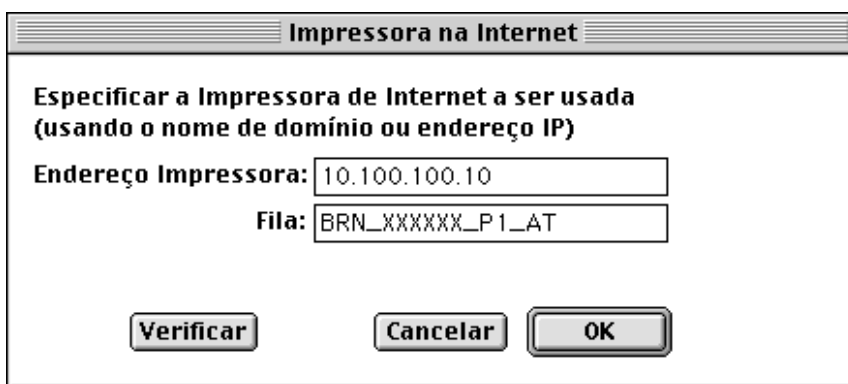 Impressora na Internet
Especificar a Impressora de Internet a ser usada
(usando o nome de domínio ou endereço IP)
Endereço Impressora: 10.100.100.10
Fila: BRN_XXXXXX_P1_AT
Verificar Cancelar OK